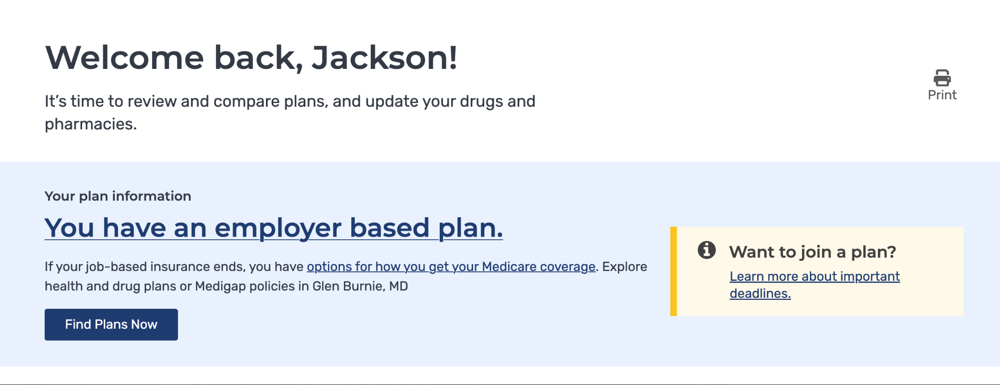 Welcome back, Jackson!
It’s time to review and compare plans, and update your drugs and
pharmacies.
Print
Your plan information
You have an employer based plan.
If your job-based insurance ends, you have options for how you get your Medicare coverage. Explore
health and drug plans or Medigap policies in Glen Burnie, MD
Find Plans Now
Want to join a plan?
Learn more about important
deadlines.